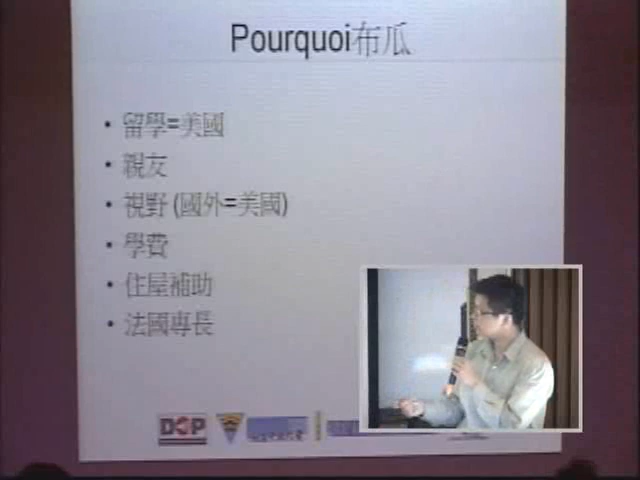 Pourquoi布瓜
• 留學=美國
• 親友
• 視野 (國外=美國)
• 學費
• 住屋補助
• 法國專長